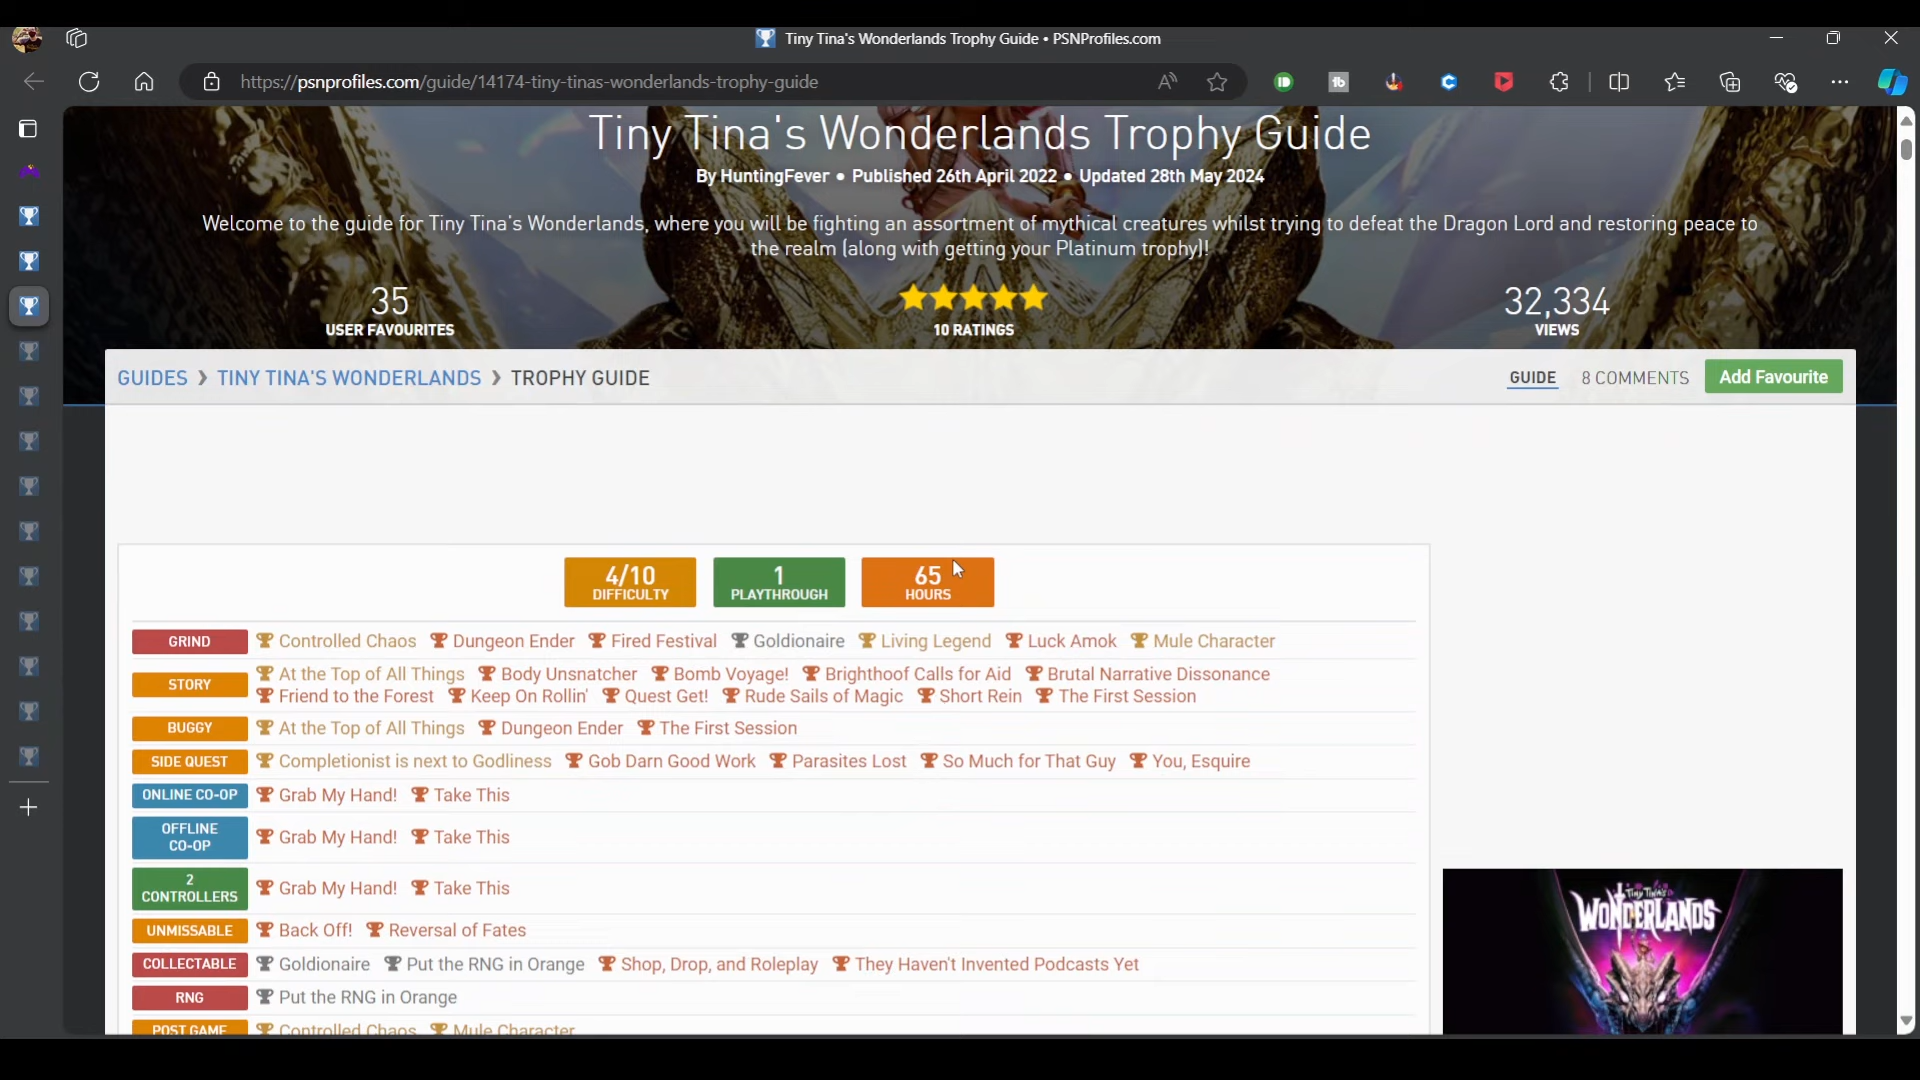 Tiny Tina's Wonderlands Trophy Guide • PSNProfiles.com
https://psnprofiles.com/guide/14174-tiny-tinas-wonderlands-trophy-guide
Tiny Tina's Wonderlands Trophy Guide
By HuntingFever • Published 26th April 2022 • Updated 28th May 2024
Welcome to the guide for Tiny Tina's Wonderlands, where you will be fighting an assortment of mythical creatures whilst trying to defeat the Dragon Lord and restoring peace to
the realm (along with getting your Platinum trophy)!
35 32,334
USER FAVOURITES 10 RATINGS VIEWS
GUIDES > TINY TINA'S WONDERLANDS > TROPHY GUIDE GUIDE 8 COMMENTS Add Favourite
4/10 1 65
DIFFICULTY PLAYTHROUGH HOURS
GRIND Controlled Chaos Dungeon Ender Fired Festival Goldionaire Living Legend Luck Amok Mule Character
STORY At the Top of All Things Body Unsnatcher Bomb Voyage! Brighthoof Calls for Aid Brutal Narrative Dissonance
Friend to the Forest Keep On Rollin' Quest Get! Rude Sails of Magic Short Rein The First Session
BUGGY At the Top of All Things Dungeon Ender The First Session
SIDE QUEST Completionist is next to Godliness Gob Darn Good Work Parasites Lost So Much for That Guy You, Esquire
ONLINE CO-OP Grab My Hand! Take This
OFFLINE CO-OP Grab My Hand! Take This
2 CONTROLLERS Grab My Hand! Take This
UNMISSABLE Back Off! Reversal of Fates
COLLECTABLE Goldionaire Put the RNG in Orange Shop, Drop, and Roleplay They Haven't Invented Podcasts Yet
RNG Put the RNG in Orange
POST GAME Controlled Chaos Mule Character
Tiny Tina's
WONDERLANDS